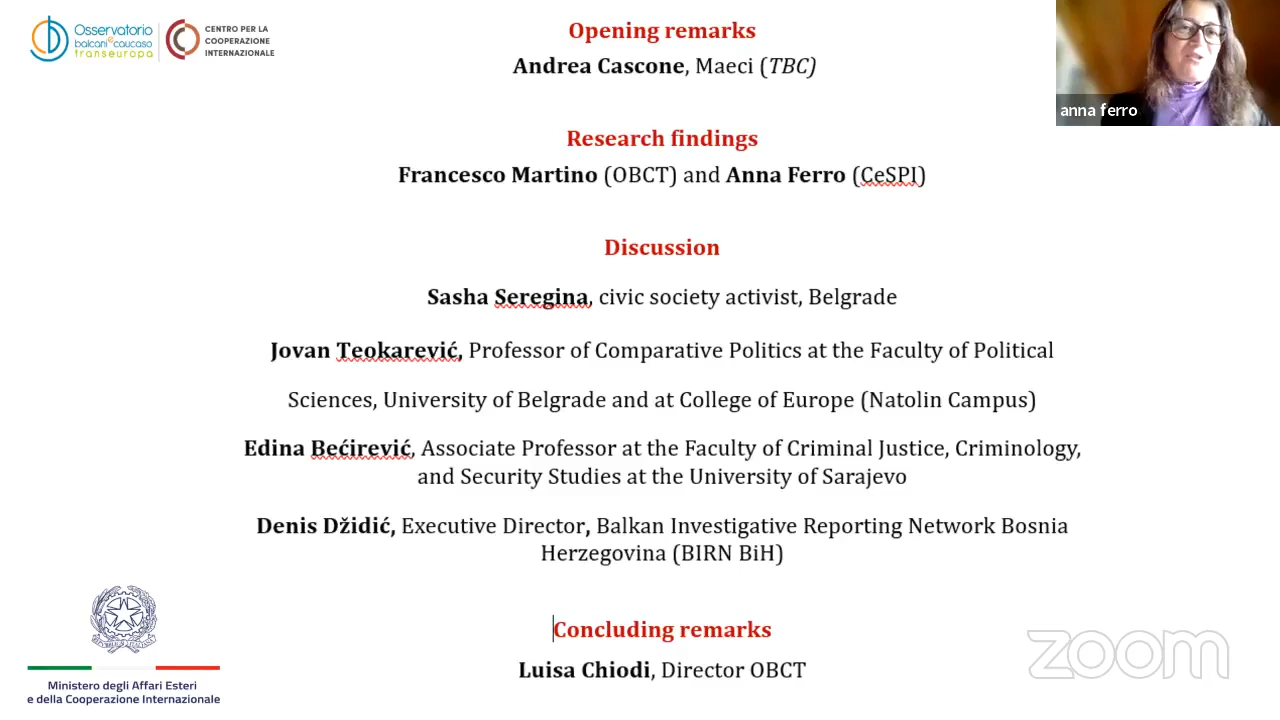 Osservatorio
balcani e caucaso
transeuropa
CENTRO PER LA
COOPERAZIONE
INTERNAZIONALE
Opening remarks
Andrea Cascone, Maeci (TBC)
anna ferro
Research findings
Francesco Martino (OBCT) and Anna Ferro (CeSPI)
Discussion
Sasha Seregina, civic society activist, Belgrade
Jovan Teokarević, Professor of Comparative Politics at the Faculty of Political
Sciences, University of Belgrade and at College of Europe (Natolin Campus)
Edina Bećirević, Associate Professor at the Faculty of Criminal Justice, Criminology,
and Security Studies at the University of Sarajevo
Denis Džidić, Executive Director, Balkan Investigative Reporting Network Bosnia
Herzegovina (BIRN BiH)
Concluding remarks
Luisa Chiodi, Director OBCT
Ministero degli Affari Esteri
e della Cooperazione Internazionale
zoom